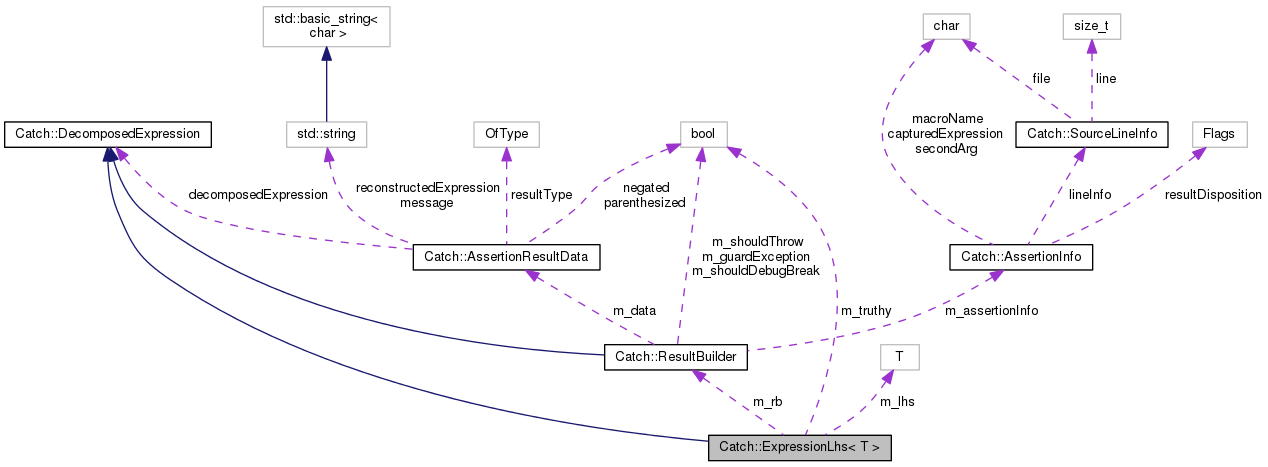 std::basic_string<
char >
char
size_t
file
line
macroName
capturedExpression
secondArg
Catch::DecomposedExpression
std::string
OfType
bool
Catch::SourceLineInfo
Flags
decomposedExpression
reconstructedExpression
message
resultType
negated
parenthesized
lineInfo
resultDisposition
m_shouldThrow
m_guardException
m_shouldDebugBreak
Catch::AssertionResultData
Catch::AssertionInfo
m_data
m_truthy
m_assertionInfo
Catch::ResultBuilder
T
m_rb
m_lhs
Catch::ExpressionLhs< T >